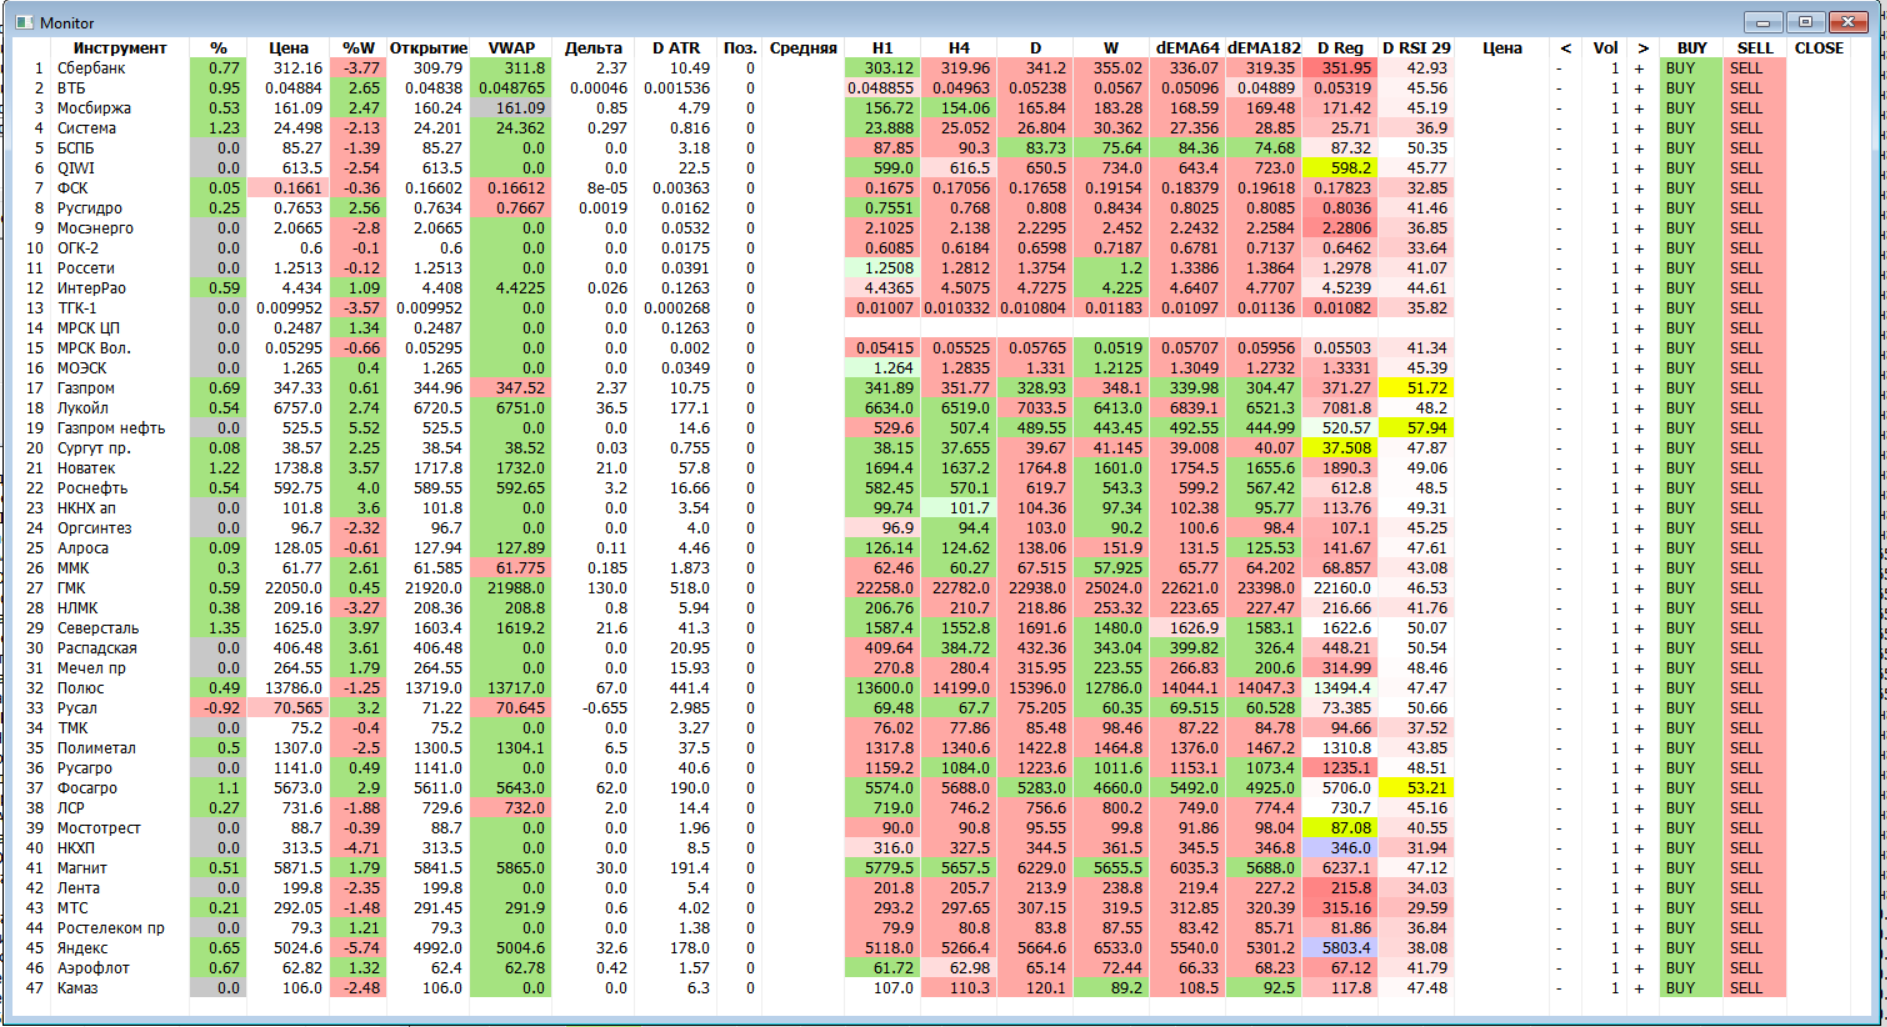 Monitor
Инструмент % Цена %W Открытие VWAP Дельта D ATR Поз. Средняя H1 H4 D W dEMA64 dEMA182 D Reg D RSI 29 Цена < Vol > BUY SELL CLOSE
1 Сбербанк 0.77 312.16 -3.77 309.79 311.8 2.37 10.49 0 303.12 319.96 341.2 355.02 336.07 319.35 351.95 42.93 - 1 + BUY SELL
2 ВТБ 0.95 0.04884 2.65 0.04838 0.048765 0.00046 0.001536 0 0.048855 0.04963 0.05238 0.0567 0.05096 0.04889 0.05319 45.56 - 1 + BUY SELL
3 Мосбиржа 0.53 161.09 2.47 160.24 161.09 0.85 4.79 0 156.72 154.06 165.84 183.28 168.59 169.48 171.42 45.19 - 1 + BUY SELL
4 Система 1.23 24.498 -2.13 24.201 24.362 0.297 0.816 0 23.888 25.052 26.804 30.362 27.356 28.85 25.71 36.9 - 1 + BUY SELL
5 БСПБ 0.0 85.27 -1.39 85.27 0.0 0.0 3.18 0 87.85 90.3 83.73 75.64 84.36 74.68 87.32 50.35 - 1 + BUY SELL
6 QIWI 0.0 613.5 -2.54 613.5 0.0 0.0 22.5 0 599.0 616.5 650.5 734.0 643.4 723.0 598.2 45.77 - 1 + BUY SELL
7 ФСК 0.05 0.1661 -0.36 0.16602 0.16612 8e-05 0.00363 0 0.1675 0.17056 0.17658 0.19154 0.18379 0.19618 0.17823 32.85 - 1 + BUY SELL
8 Русгидро 0.25 0.7653 2.56 0.7634 0.7667 0.0019 0.0162 0 0.7551 0.768 0.808 0.8434 0.8025 0.8085 0.8036 41.46 - 1 + BUY SELL
9 Мосэнерго 0.0 2.0665 -2.8 2.0665 0.0 0.0 0.0532 0 2.1025 2.138 2.2295 2.452 2.2432 2.2584 2.2806 36.85 - 1 + BUY SELL
10 ОГК-2 0.0 0.6 -0.1 0.6 0.0 0.0 0.0175 0 0.6085 0.6184 0.6598 0.7187 0.6781 0.7137 0.6462 33.64 - 1 + BUY SELL
11 Россети 0.0 1.2513 -0.12 1.2513 0.0 0.0 0.0391 0 1.2508 1.2812 1.3754 1.2 1.3386 1.3864 1.2978 41.07 - 1 + BUY SELL
12 ИнтерРао 0.59 4.434 1.09 4.408 4.4225 0.026 0.1263 0 4.4365 4.5075 4.7275 4.225 4.6407 4.7707 4.5239 44.61 - 1 + BUY SELL
13 ТГК-1 0.0 0.009952 -3.57 0.009952 0.0 0.0 0.000268 0 0.01007 0.010332 0.010804 0.01183 0.01097 0.01136 0.01082 35.82 - 1 + BUY SELL
14 МРСК ЦП 0.0 0.2487 1.34 0.2487 0.0 0.0 0.1263 0 - 1 + BUY SELL
15 МРСК Вол. 0.0 0.05295 -0.66 0.05295 0.0 0.0 0.002 0 0.05415 0.05525 0.05765 0.0519 0.05707 0.05956 0.05503 41.34 - 1 + BUY SELL
16 МОЭСК 0.0 1.265 0.4 1.265 0.0 0.0 0.0349 0 1.264 1.2835 1.331 1.2125 1.3049 1.2732 1.3331 45.39 - 1 + BUY SELL
17 Газпром 0.69 347.33 0.61 344.96 347.52 2.37 10.75 0 341.89 351.77 328.93 348.1 339.98 304.47 371.27 51.72 - 1 + BUY SELL
18 Лукойл 0.54 6757.0 2.74 6720.5 6751.0 36.5 177.1 0 6634.0 6519.0 7033.5 6413.0 6839.1 6521.3 7081.8 48.2 - 1 + BUY SELL
19 Газпром нефть 0.0 525.5 5.52 525.5 0.0 0.0 14.6 0 529.6 507.4 489.55 443.45 492.55 444.99 520.57 57.94 - 1 + BUY SELL
20 Сургут пр. 0.08 38.57 2.25 38.54 38.52 0.03 0.755 0 38.15 37.655 39.67 41.145 39.008 40.07 37.508 47.87 - 1 + BUY SELL
21 Новатек 1.22 1738.8 3.57 1717.8 1732.0 21.0 57.8 0 1694.4 1637.2 1764.8 1601.0 1754.5 1655.6 1890.3 49.06 - 1 + BUY SELL
22 Роснефть 0.54 592.75 4.0 589.55 592.65 3.2 16.66 0 582.45 570.1 619.7 543.3 599.2 567.42 612.8 48.5 - 1 + BUY SELL
23 НКНХ ап 0.0 101.8 3.6 101.8 0.0 0.0 3.54 0 99.74 101.7 104.36 97.34 102.38 95.77 113.76 49.31 - 1 + BUY SELL
24 Оргсинтез 0.0 96.7 -2.32 96.7 0.0 0.0 4.0 0 96.9 94.4 103.0 90.2 100.6 98.4 107.1 45.25 - 1 + BUY SELL
25 Алроса 0.09 128.05 -0.61 127.94 127.89 0.11 4.46 0 126.14 124.62 138.06 151.9 131.5 125.53 141.67 47.61 - 1 + BUY SELL
26 ММК 0.3 61.77 2.61 61.585 61.775 0.185 1.873 0 62.46 60.27 67.515 57.925 65.77 64.202 68.857 43.08 - 1 + BUY SELL
27 ГМК 0.59 22050.0 0.45 21920.0 21988.0 130.0 518.0 0 22258.0 22782.0 22938.0 25024.0 22621.0 23398.0 22160.0 46.53 - 1 + BUY SELL
28 НЛМК 0.38 209.16 -3.27 208.36 208.8 0.8 5.94 0 206.76 210.7 218.86 253.32 223.65 227.47 216.66 41.76 - 1 + BUY SELL
29 Северсталь 1.35 1625.0 3.97 1603.4 1619.2 21.6 41.3 0 1587.4 1552.8 1691.6 1480.0 1626.9 1583.1 1622.6 50.07 - 1 + BUY SELL
30 Распадская 0.0 406.48 3.61 406.48 0.0 0.0 20.95 0 409.64 384.72 432.36 343.04 399.82 326.4 448.21 50.54 - 1 + BUY SELL
31 Мечел пр 0.0 264.55 1.79 264.55 0.0 0.0 15.93 0 270.8 280.4 315.95 223.55 266.83 200.6 314.99 48.46 - 1 + BUY SELL
32 Полюс 0.49 13786.0 -1.25 13719.0 13717.0 67.0 441.4 0 13600.0 14199.0 15396.0 12786.0 14044.1 14047.3 13494.4 47.47 - 1 + BUY SELL
33 Русал -0.92 70.565 3.2 71.22 70.645 -0.655 2.985 0 69.48 67.7 75.205 60.35 69.515 60.528 73.385 50.66 - 1 + BUY SELL
34 ТМК 0.0 75.2 -0.4 75.2 0.0 0.0 3.27 0 76.02 77.86 85.48 98.46 87.22 84.78 94.66 37.52 - 1 + BUY SELL
35 Полиметал 0.5 1307.0 -2.5 1300.5 1304.1 6.5 37.5 0 1317.8 1340.6 1422.8 1464.8 1376.0 1467.2 1310.8 43.85 - 1 + BUY SELL
36 Русагро 0.0 1141.0 0.49 1141.0 0.0 0.0 40.6 0 1159.2 1084.0 1223.6 1011.6 1153.1 1073.4 1235.1 48.51 - 1 + BUY SELL
37 Фосагро 1.1 5673.0 2.9 5611.0 5643.0 62.0 190.0 0 5574.0 5688.0 5283.0 4660.0 5492.0 4925.0 5706.0 53.21 - 1 + BUY SELL
38 ЛСР 0.27 731.6 -1.88 729.6 732.0 2.0 14.4 0 719.0 746.2 756.6 800.2 749.0 774.4 730.7 45.16 - 1 + BUY SELL
39 Мостотрест 0.0 88.7 -0.39 88.7 0.0 0.0 1.96 0 90.0 90.8 95.55 99.8 91.86 98.04 87.08 40.55 - 1 + BUY SELL
40 НКХП 0.0 313.5 -4.71 313.5 0.0 0.0 8.5 0 316.0 327.5 344.5 361.5 345.5 346.8 346.0 31.94 - 1 + BUY SELL
41 Магнит 0.51 5871.5 1.79 5841.5 5865.0 30.0 191.4 0 5779.5 5657.5 6229.0 5655.5 6035.3 5688.0 6237.1 47.12 - 1 + BUY SELL
42 Лента 0.0 199.8 -2.35 199.8 0.0 0.0 5.4 0 201.8 205.7 213.9 238.8 219.4 227.2 215.8 34.03 - 1 + BUY SELL
43 МТС 0.21 292.05 -1.48 291.45 291.9 0.6 4.02 0 293.2 297.65 307.15 319.5 312.85 320.39 315.16 29.59 - 1 + BUY SELL
44 Ростелеком пр 0.0 79.3 1.21 79.3 0.0 0.0 1.38 0 79.9 80.8 83.8 87.55 83.42 85.71 81.86 36.84 - 1 + BUY SELL
45 Яндекс 0.65 5024.6 -5.74 4992.0 5004.6 32.6 178.0 0 5118.0 5266.4 5664.6 6533.0 5540.0 5301.2 5803.4 38.08 - 1 + BUY SELL
46 Аэрофлот 0.67 62.82 1.32 62.4 62.78 0.42 1.57 0 61.72 62.98 65.14 72.44 66.33 68.23 67.12 41.79 - 1 + BUY SELL
47 Камаз 0.0 106.0 -2.48 106.0 0.0 0.0 6.3 0 107.0 110.3 120.1 89.2 108.5 92.5 117.8 47.48 - 1 + BUY SELL